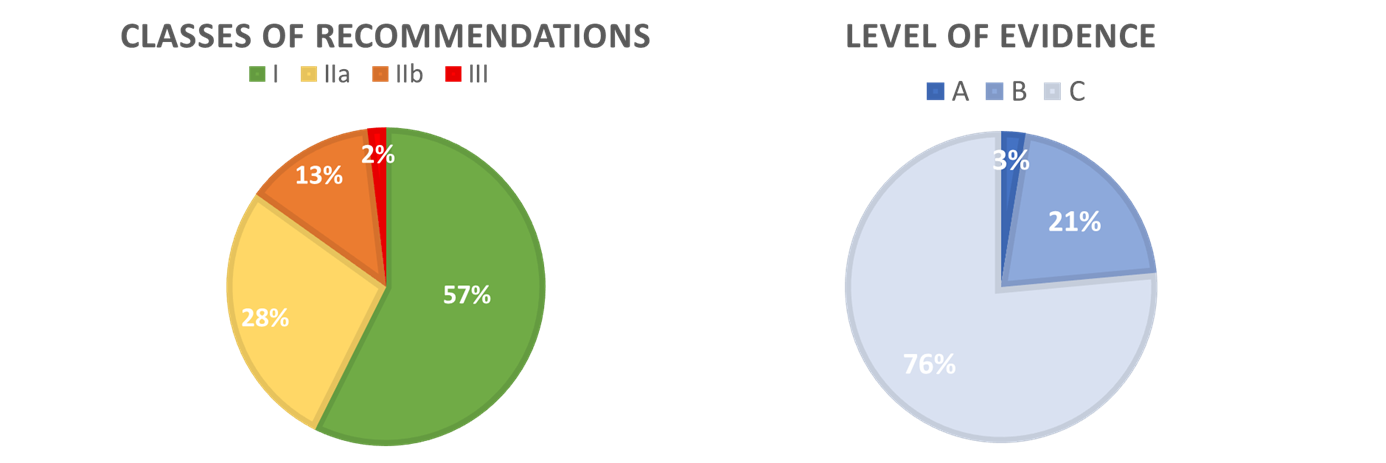 CLASSES OF RECOMMENDATIONS
I IIa IIb III
2%
13%
57%
28%
LEVEL OF EVIDENCE
A B C
3%
21%
76%